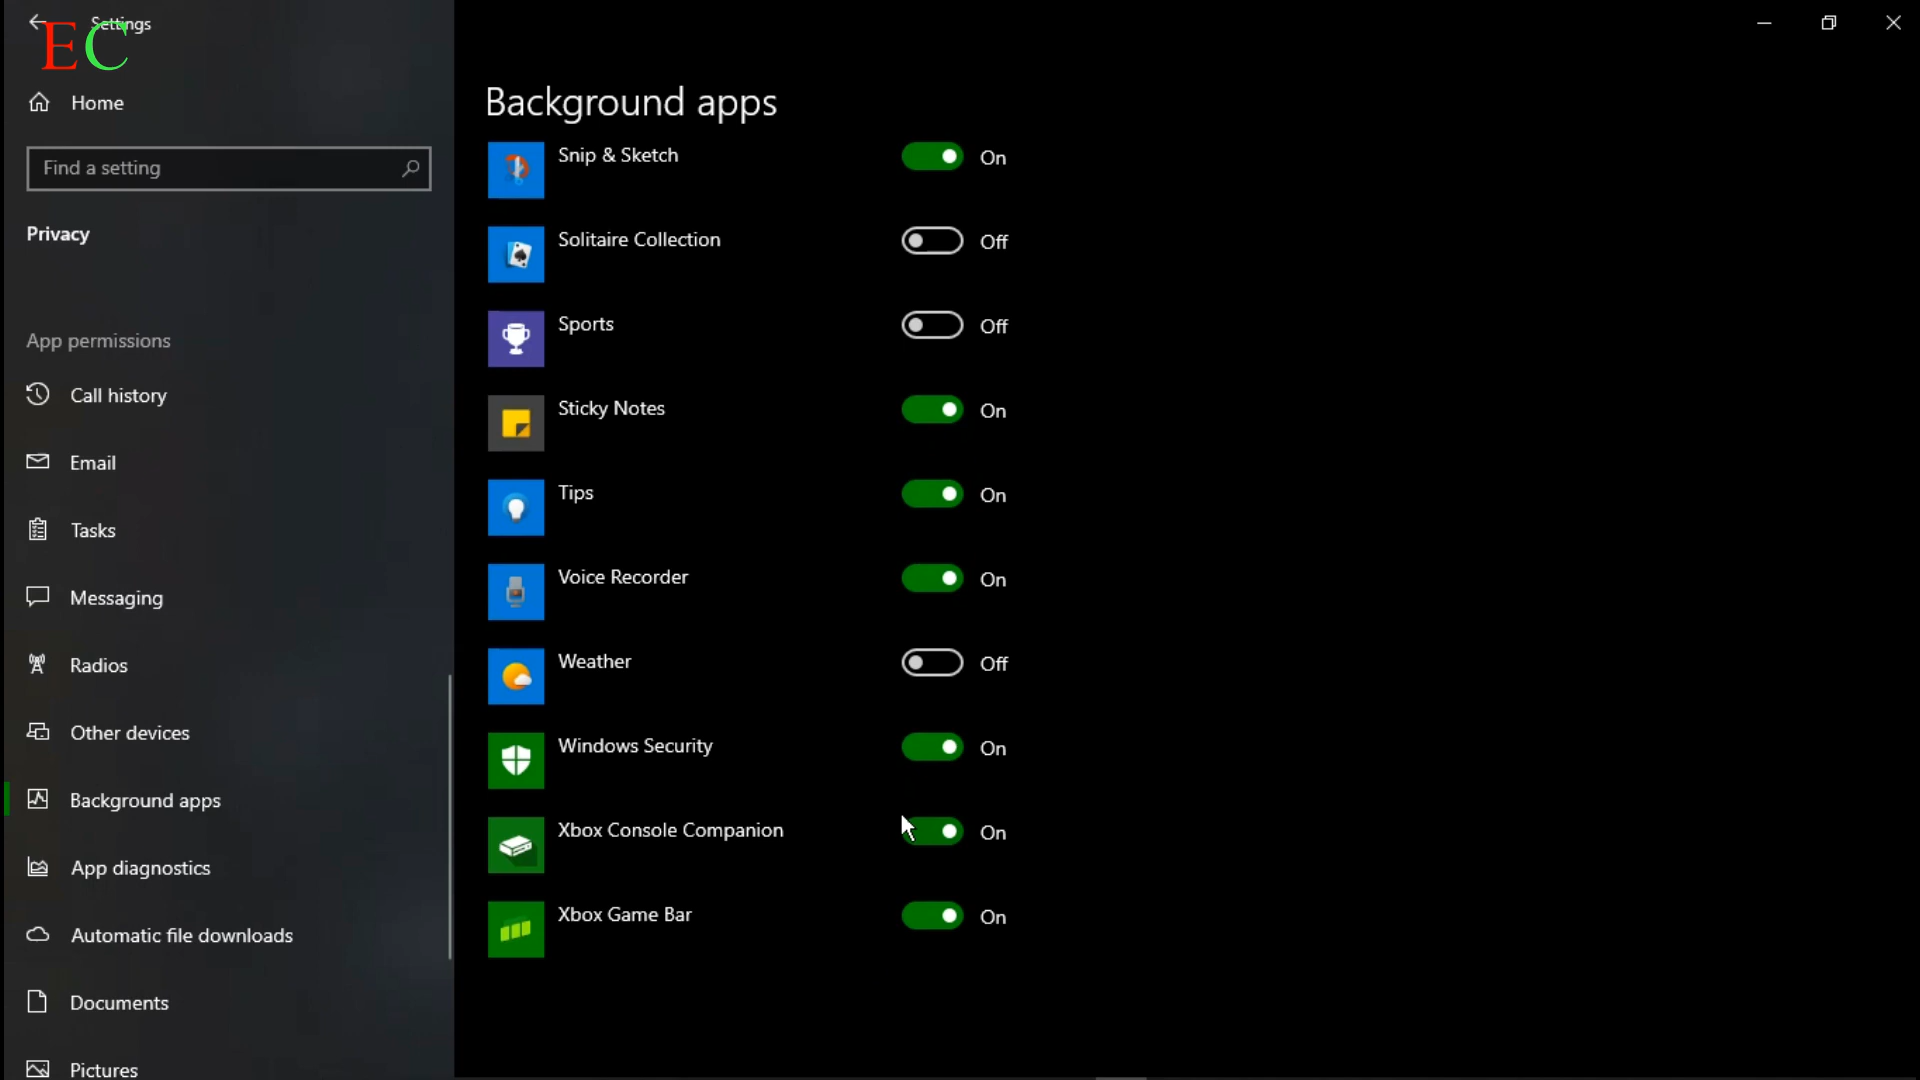 Settings
EC
Home
Find a setting
Privacy
App permissions
Call history
Email
Tasks
Messaging
Radios
Other devices
Background apps
App diagnostics
Automatic file downloads
Documents
Pictures
Background apps
Snip & Sketch On
Solitaire Collection Off
Sports Off
Sticky Notes On
Tips On
Voice Recorder On
Weather Off
Windows Security On
Xbox Console Companion On
Xbox Game Bar On